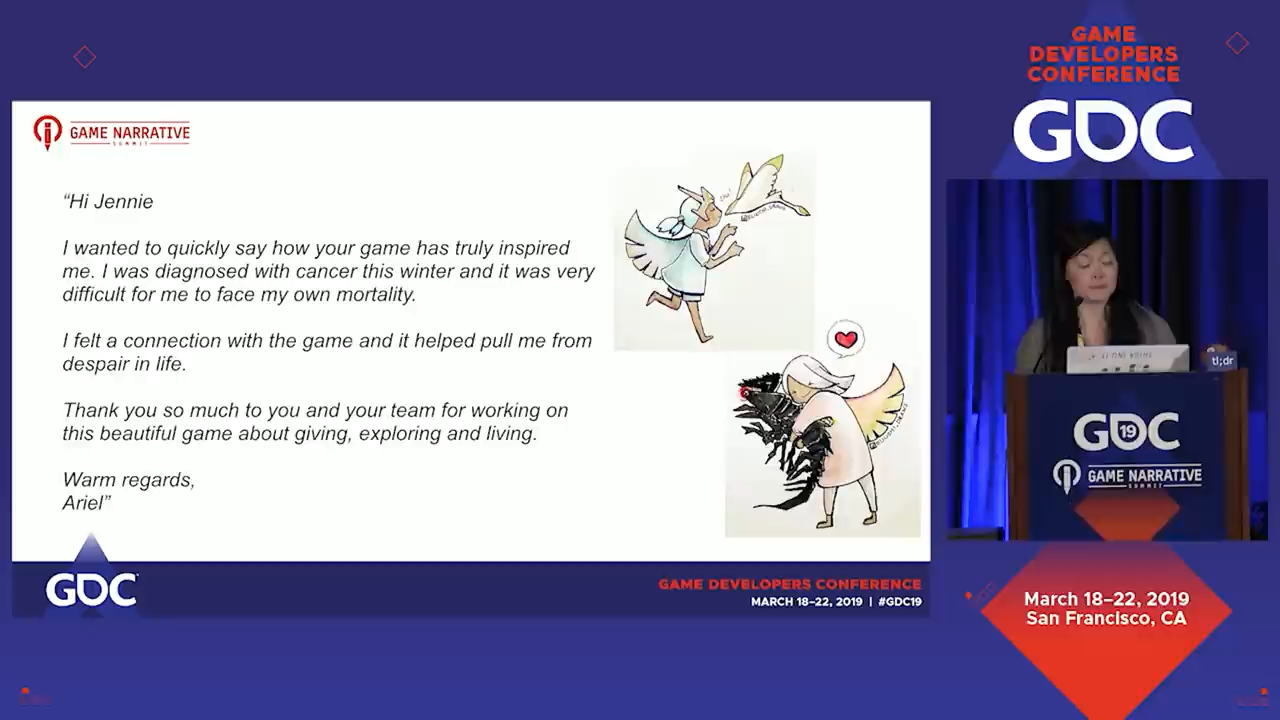 GAME
DEVELOPERS
CONFERENCE
GDC
GAME NARRATIVE
SUMMIT
“Hi Jennie
I wanted to quickly say how your game has truly inspired
me. I was diagnosed with cancer this winter and it was very
difficult for me to face my own mortality.
I felt a connection with the game and it helped pull me from
despair in life.
Thank you so much to you and your team for working on
this beautiful game about giving, exploring and living.
Warm regards,
Ariel”
GDC
GAME DEVELOPERS CONFERENCE
MARCH 18–22, 2019 | #GDC19
tl;dr
GDC
19
GAME NARRATIVE
SUMMIT
March 18–22, 2019
San Francisco, CA